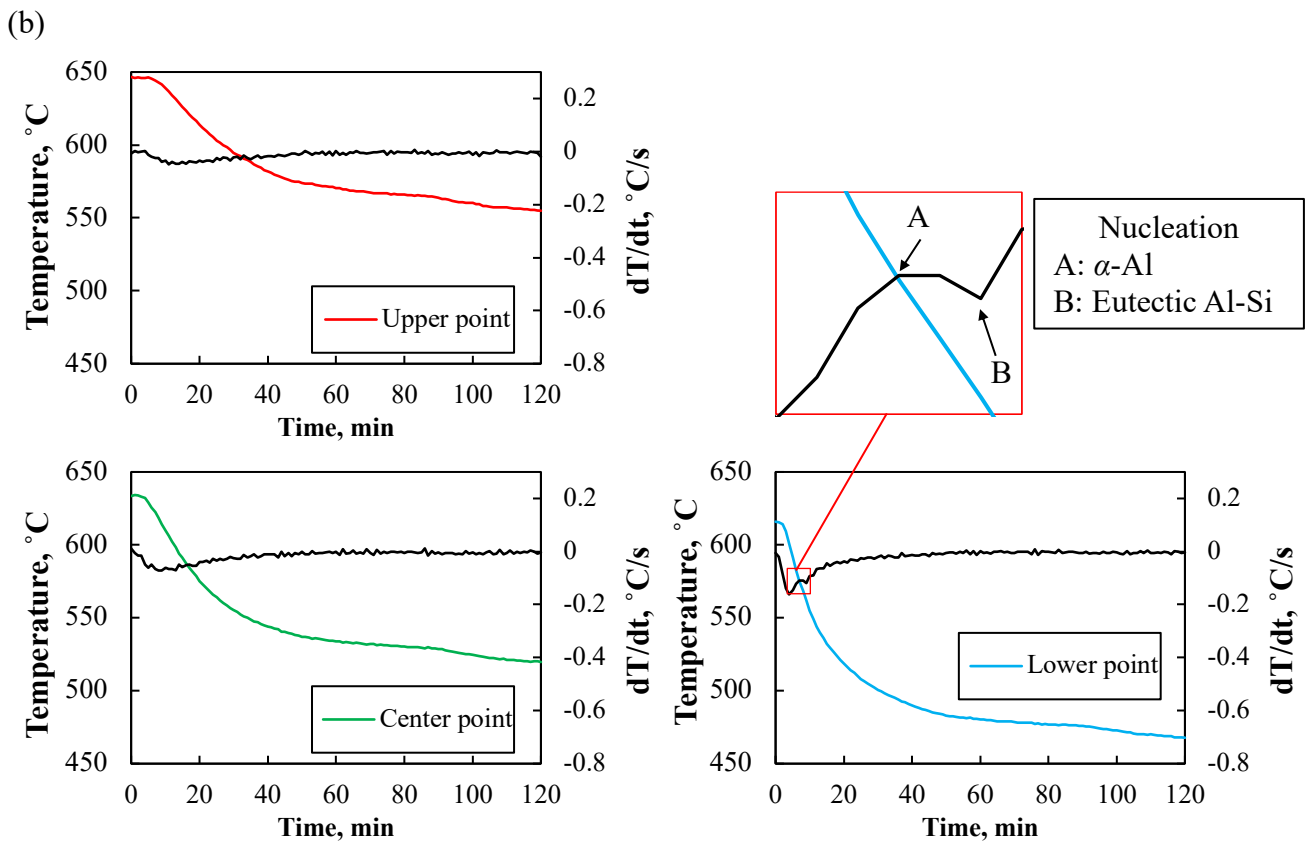 (b)
650
600
550
500
450
Temperature, ˚C
0.2
0
-0.2
-0.4
-0.6
-0.8
dT/dt, ˚C/s
Upper point
0 20 40 60 80 100 120
Time, min
A
B
Nucleation
A: α-Al
B: Eutectic Al-Si
650
600
550
500
450
Temperature, ˚C
0.2
0
-0.2
-0.4
-0.6
-0.8
dT/dt, ˚C/s
Center point
0 20 40 60 80 100 120
Time, min
650
600
550
500
450
Temperature, ˚C
0.2
0
-0.2
-0.4
-0.6
-0.8
dT/dt, ˚C/s
Lower point
0 20 40 60 80 100 120
Time, min